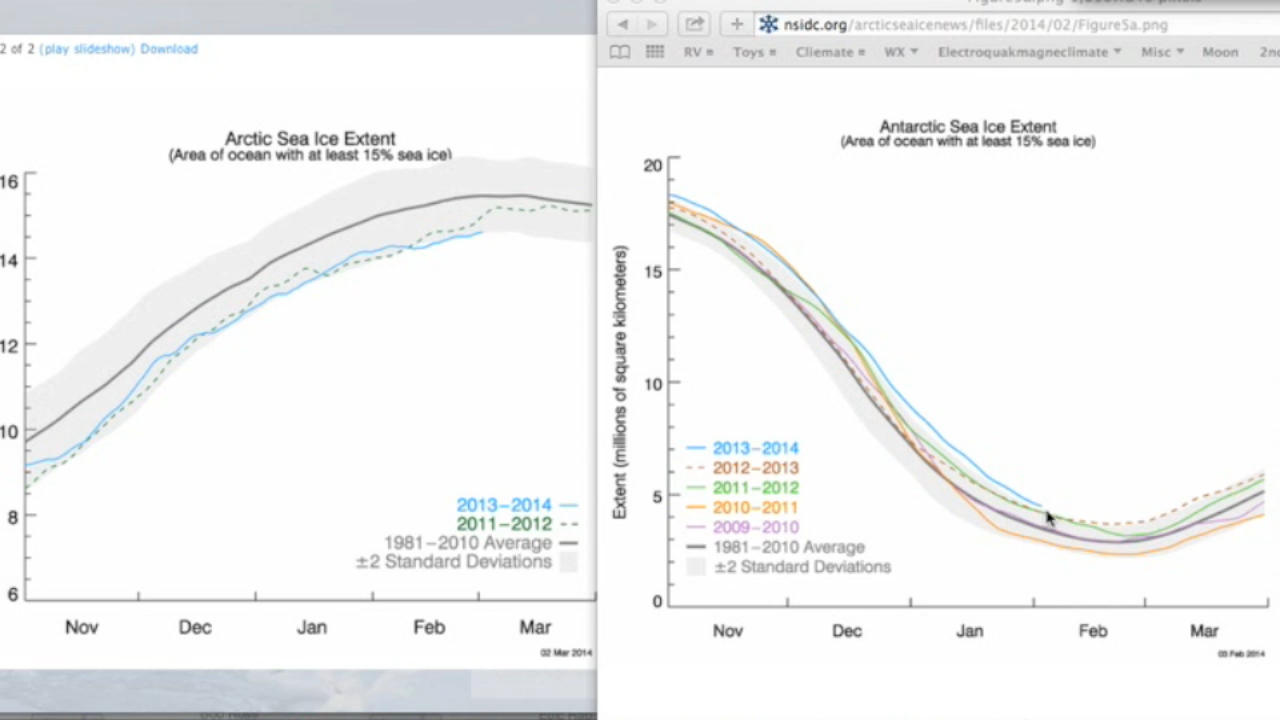 2 of 2 (play slideshow) Download
Arctic Sea Ice Extent
(Area of ocean with at least 15% sea ice)
16
14
12
10
8
6
2013–2014
2011–2012
1981–2010 Average
±2 Standard Deviations
Nov Dec Jan Feb Mar
02 Mar 2014
nsidc.org/arcticseaicenews/files/2014/02/Figure5a.png
RV Toys Cliemate WX Electroquakmagneclimate Misc Moon 2nd
Antarctic Sea Ice Extent
(Area of ocean with at least 15% sea ice)
Extent (millions of square kilometers)
20
15
10
5
0
2013–2014
2012–2013
2011–2012
2010–2011
2009–2010
1981–2010 Average
±2 Standard Deviations
Nov Dec Jan Feb Mar
03 Feb 2014